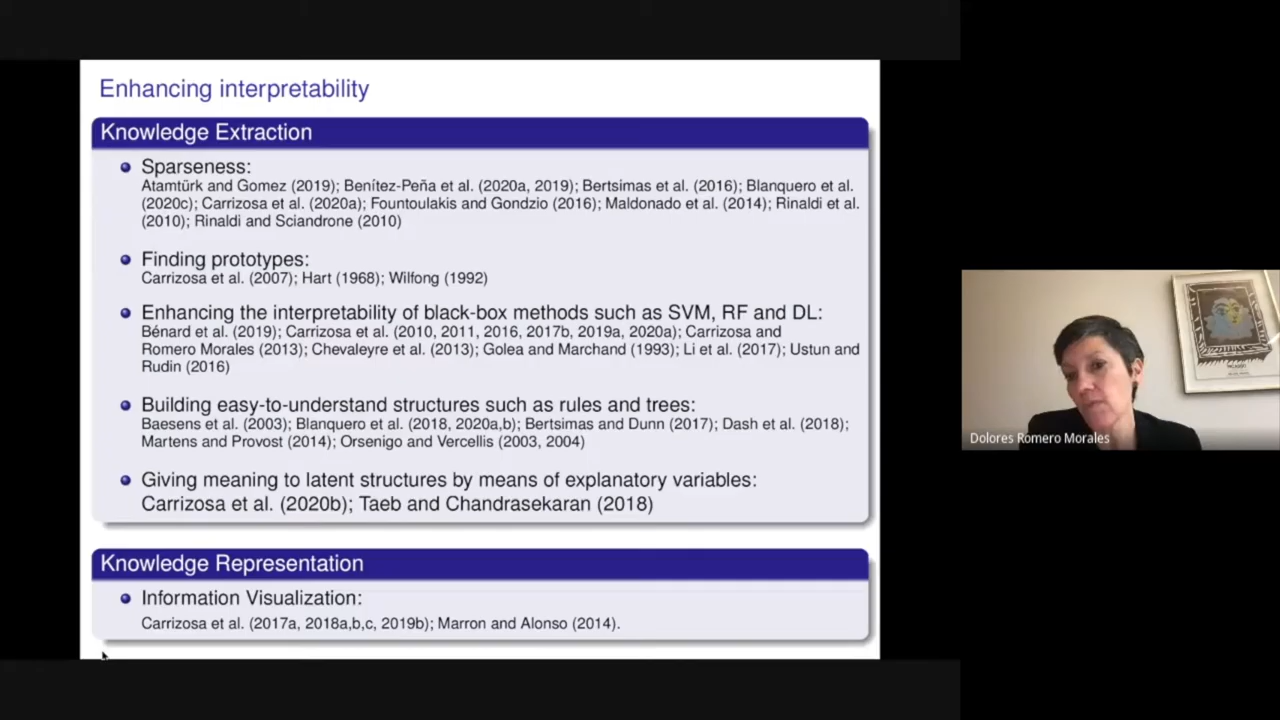 Enhancing interpretability
Knowledge Extraction
Sparseness:
Atamtürk and Gomez (2019); Benítez-Peña et al. (2020a, 2019); Bertsimas et al. (2016); Blanquero et al.
(2020c); Carrizosa et al. (2020a); Fountoulakis and Gondzio (2016); Maldonado et al. (2014); Rinaldi et al.
(2010); Rinaldi and Sciandrone (2010)
Finding prototypes:
Carrizosa et al. (2007); Hart (1968); Wilfong (1992)
Enhancing the interpretability of black-box methods such as SVM, RF and DL:
Bénard et al. (2019); Carrizosa et al. (2010, 2011, 2016, 2017b, 2019a, 2020a); Carrizosa and
Romero Morales (2013); Chevaleyre et al. (2013); Golea and Marchand (1993); Li et al. (2017); Ustun and
Rudin (2016)
Building easy-to-understand structures such as rules and trees:
Baesens et al. (2003); Blanquero et al. (2018, 2020a,b); Bertsimas and Dunn (2017); Dash et al. (2018);
Martens and Provost (2014); Orsenigo and Vercellis (2003, 2004)
Giving meaning to latent structures by means of explanatory variables:
Carrizosa et al. (2020b); Taeb and Chandrasekaran (2018)
Knowledge Representation
Information Visualization:
Carrizosa et al. (2017a, 2018a,b,c, 2019b); Marron and Alonso (2014).
Dolores Romero Morales